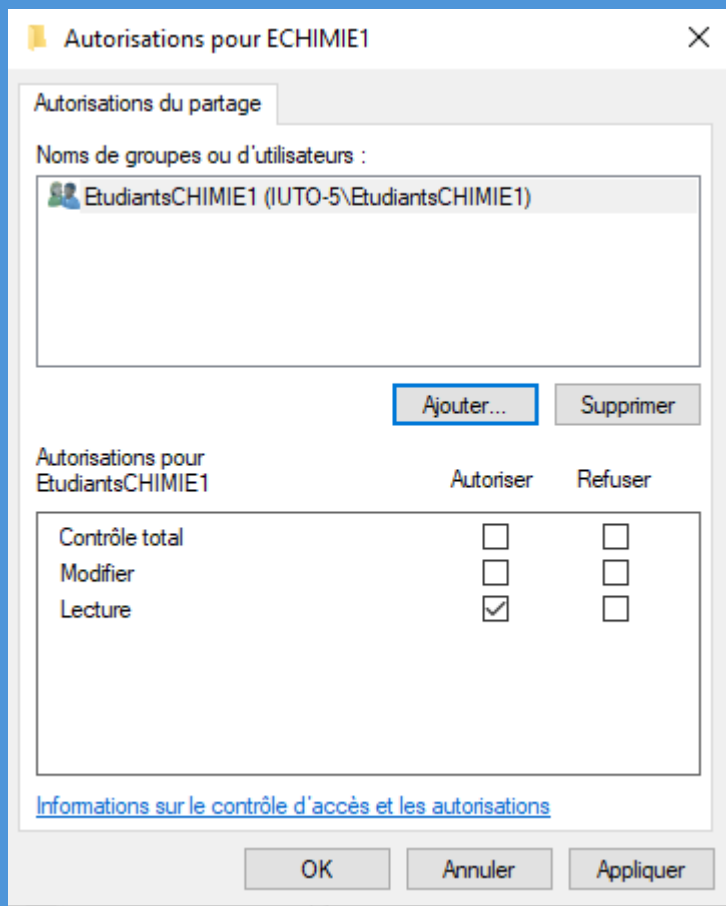 Autorisations pour ECHIMIE1
Autorisations du partage
Noms de groupes ou d'utilisateurs :
EtudiantsCHIMIE1 (IUTO-5\EtudiantsCHIMIE1)
Ajouter... Supprimer
Autorisations pour
EtudiantsCHIMIE1 Autoriser Refuser
Contrôle total
Modifier
Lecture
Informations sur le contrôle d'accès et les autorisations
OK Annuler Appliquer